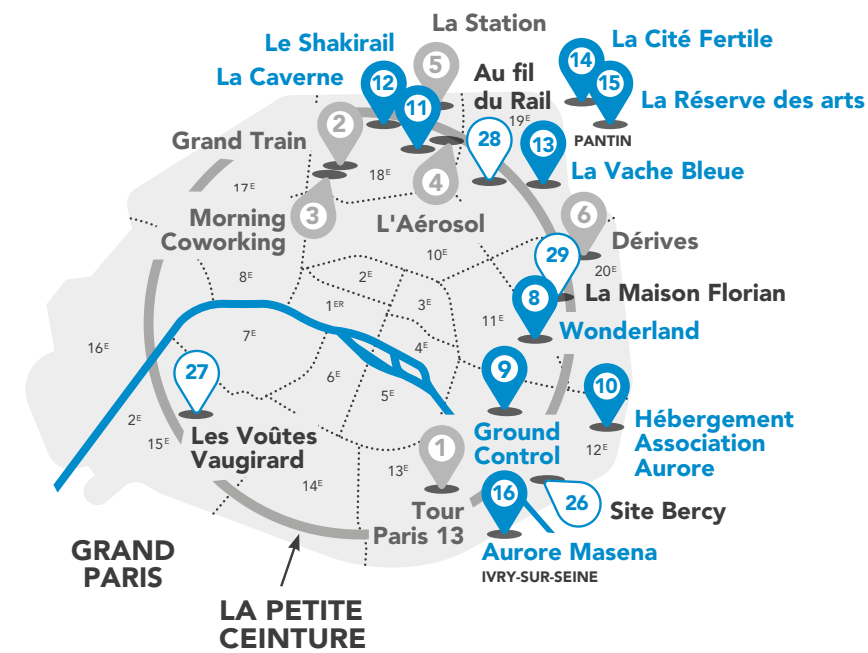 La Station
5
Le Shakirail
La Cité Fertile
14
La Caverne
12
Au fil
du Rail
15
La Réserve des arts
11
19E
2
Grand Train
28
13
PANTIN
18E
La Vache Bleue
17E
4
3
Morning
Coworking
L'Aérosol
6
Dérives
10E
29
20E
8E
2E
La Maison Florian
1ER
3E
8
11E
Wonderland
7E
16E
4E
27
6E
9
10
5E
2E
Les Voûtes
Vaugirard
15E
Ground
Control
Hébergement
Association
Aurore
1
12E
13E
14E
16
26
Site Bercy
Tour
Paris 13
Aurore Masena
IVRY-SUR-SEINE
GRAND
PARIS
LA PETITE
CEINTURE